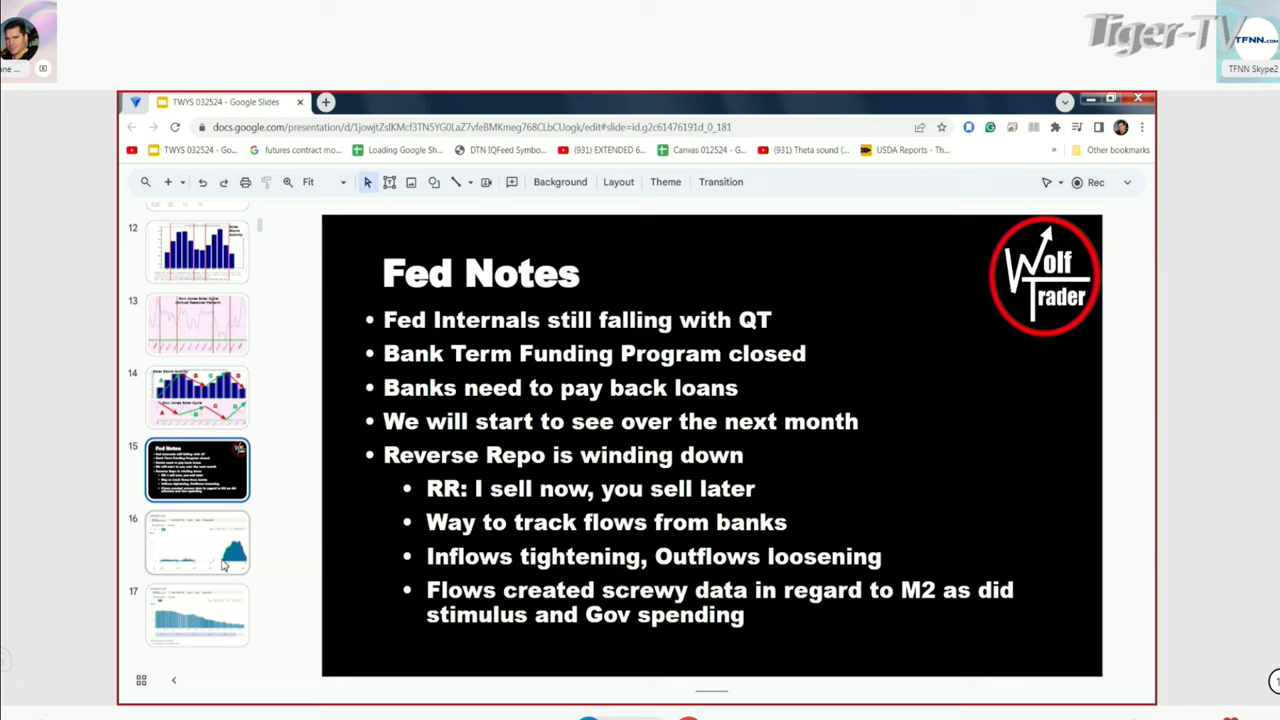 Tiger-TV
TFNN.COM
ane ...
TFNN Skype2
TWYS 032524 - Google Slides
docs.google.com/presentation/d/1jowjtZslKMcf3TN5YG0LaZ7vfeBMKmeg768CLbCUogk/edit#slide=id.g2c61476191d_0_181
TWYS 032524 - Go...
futures contract mo...
Loading Google Sh...
DTN IQFeed Symbo...
(931) EXTENDED 6...
Canvas 012524 - G...
(931) Theta sound (...
USDA Reports - Th...
»
Other bookmarks
Fit
Background
Layout
Theme
Transition
Rec
12
13
14
15
16
17
Wolf
Trader
Fed Notes
• Fed Internals still falling with QT
• Bank Term Funding Program closed
• Banks need to pay back loans
• We will start to see over the next month
• Reverse Repo is winding down
• RR: I sell now, you sell later
• Way to track flows from banks
• Inflows tightening, Outflows loosening
• Flows created screwy data in regard to M2 as did
stimulus and Gov spending